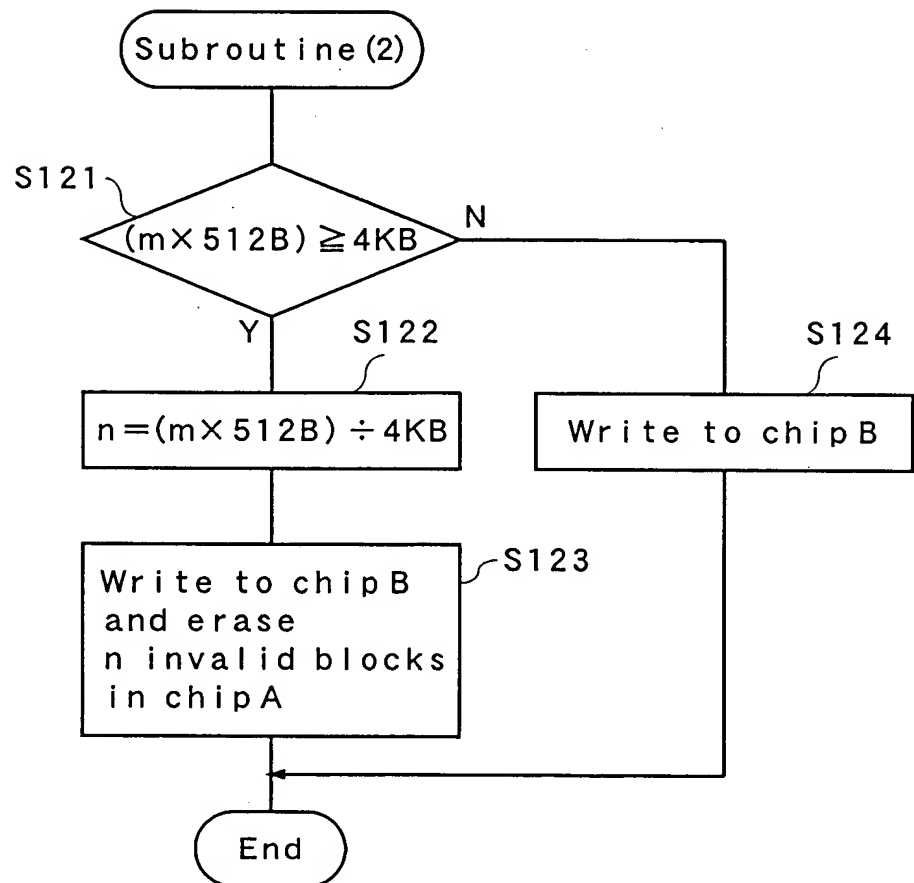 Subroutine(2)
S121
(m×512B)≧4KB
N
Y
S122
S124
n=(m×512B)÷4KB
Write to chipB
S123
Write to chipB
and erase
n invalid blocks
in chipA
End